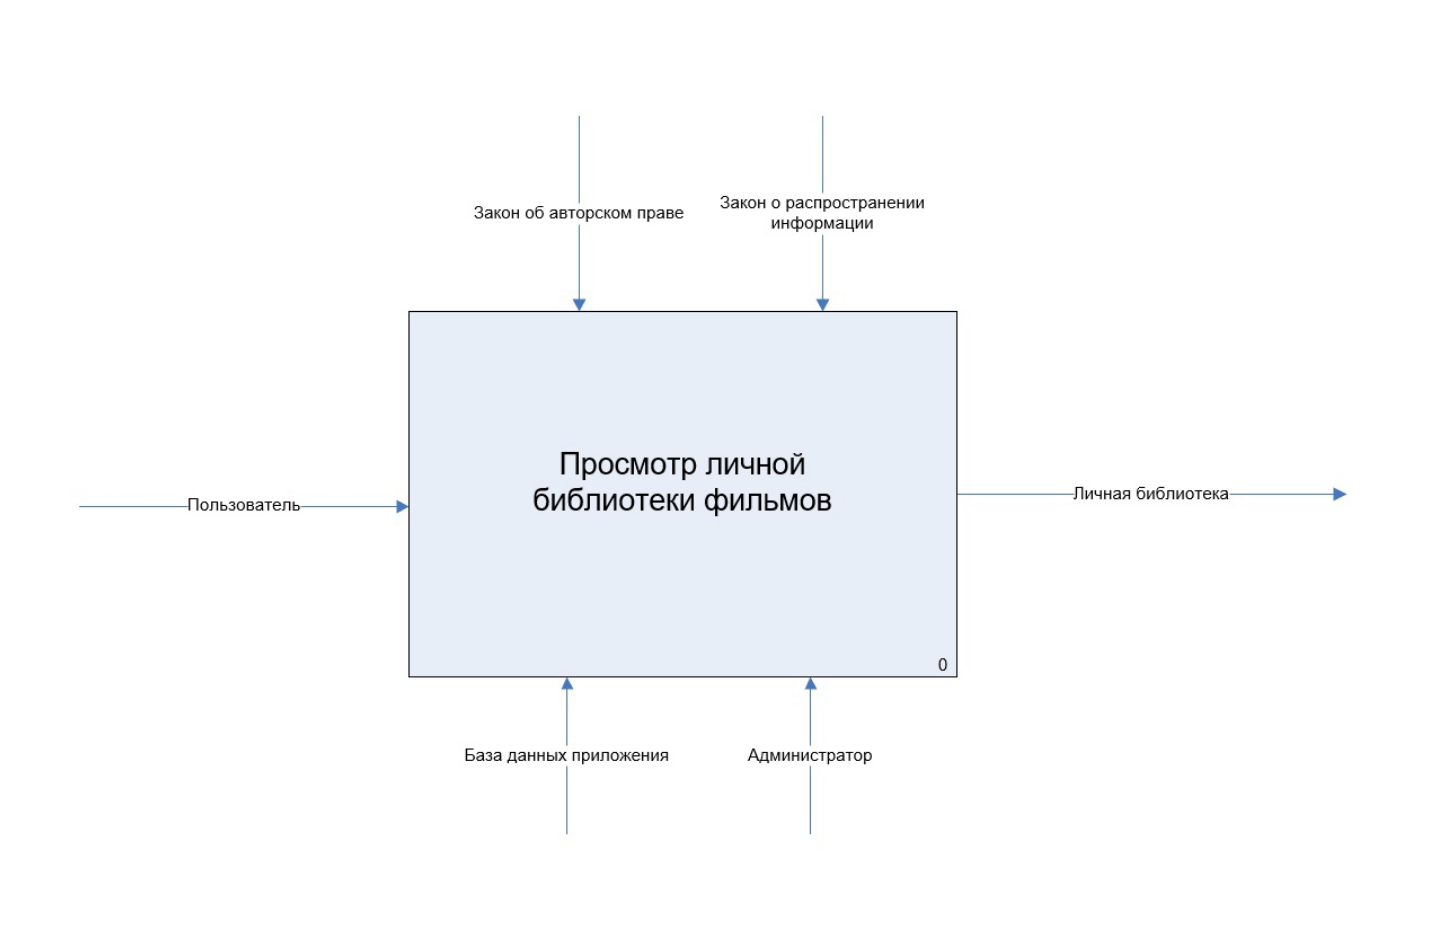 Закон об авторском праве
Закон о распространении
информации
Просмотр личной
библиотеки фильмов
Пользователь
Личная библиотека
0
База данных приложения
Администратор